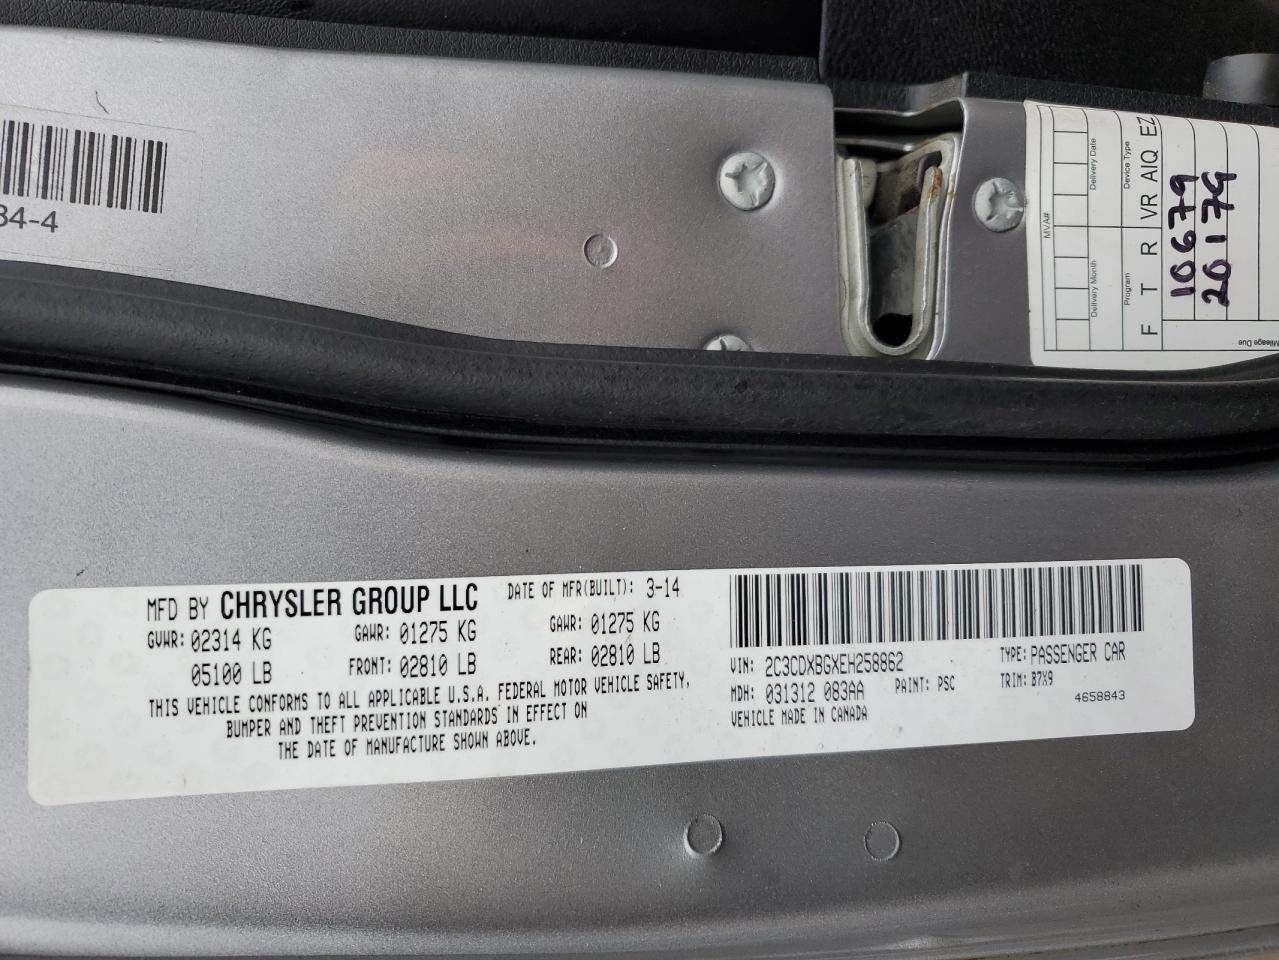 34-4
MVA#
Delivery Month
Delivery Date
Program
Device Type
F T R VR AIQ EZ
10679
20179
Mileage Due
MFD BY CHRYSLER GROUP LLC
DATE OF MFR(BUILT): 3-14
GVWR: 02314 KG GAWR: 01275 KG GAWR: 01275 KG
05100 LB FRONT: 02810 LB REAR: 02810 LB
THIS VEHICLE CONFORMS TO ALL APPLICABLE U.S.A. FEDERAL MOTOR VEHICLE SAFETY,
BUMPER AND THEFT PREVENTION STANDARDS IN EFFECT ON
THE DATE OF MANUFACTURE SHOWN ABOVE.
VIN: 2C3CDXBGXEH258862 TYPE: PASSENGER CAR
MDH: 031312 083AA PAINT: PSC TRIM: B7X9
VEHICLE MADE IN CANADA 4658843